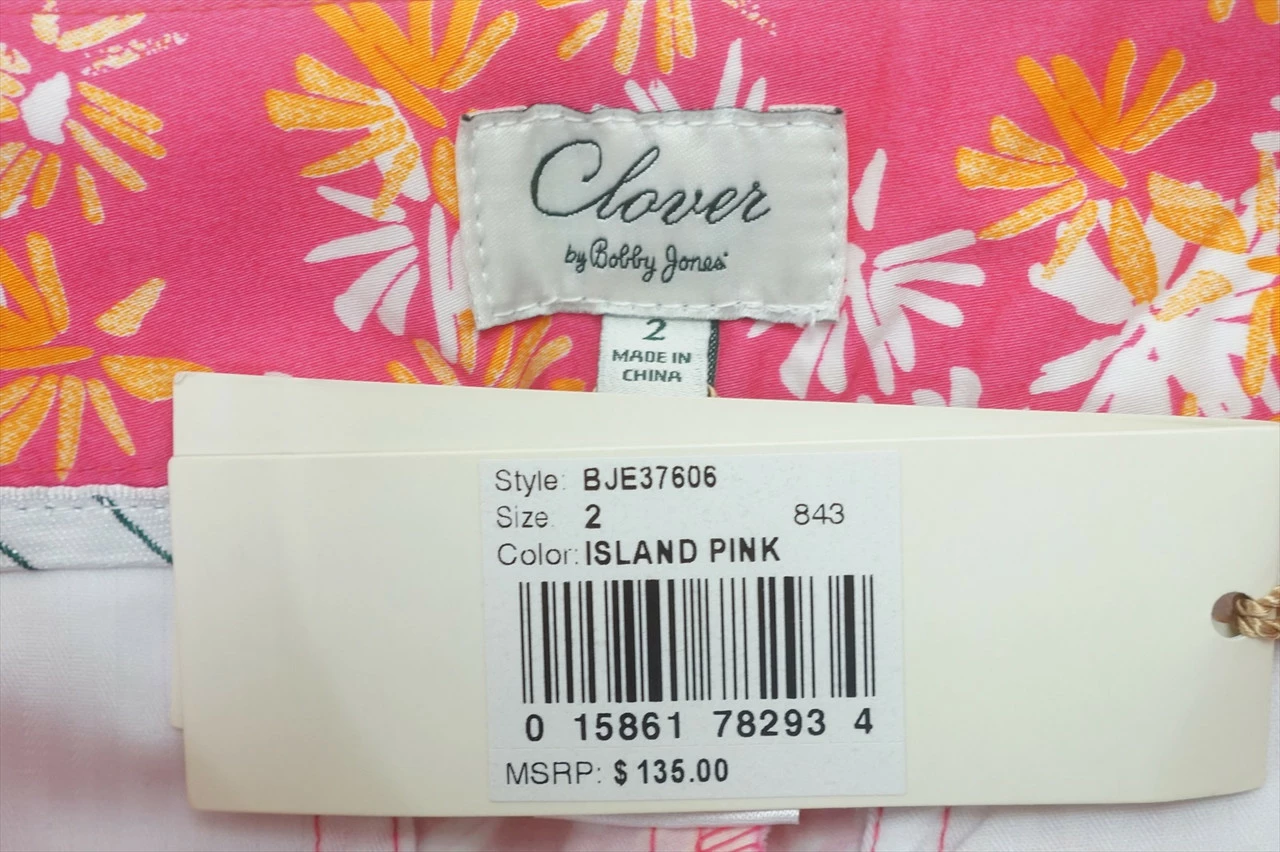 Clover
by Bobby Jones
2
MADE IN
CHINA
Style: BJE37606
Size: 2 843
Color: ISLAND PINK
0 15861 78293 4
MSRP: $ 135.00